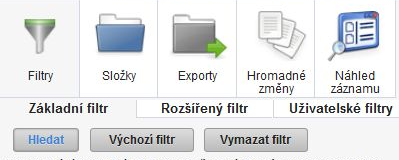 Filtry Složky Exporty Hromadné změny Náhled záznamu
Základní filtr Rozšířený filtr Uživatelské filtry
Hledat Výchozí filtr Vymazat filtr